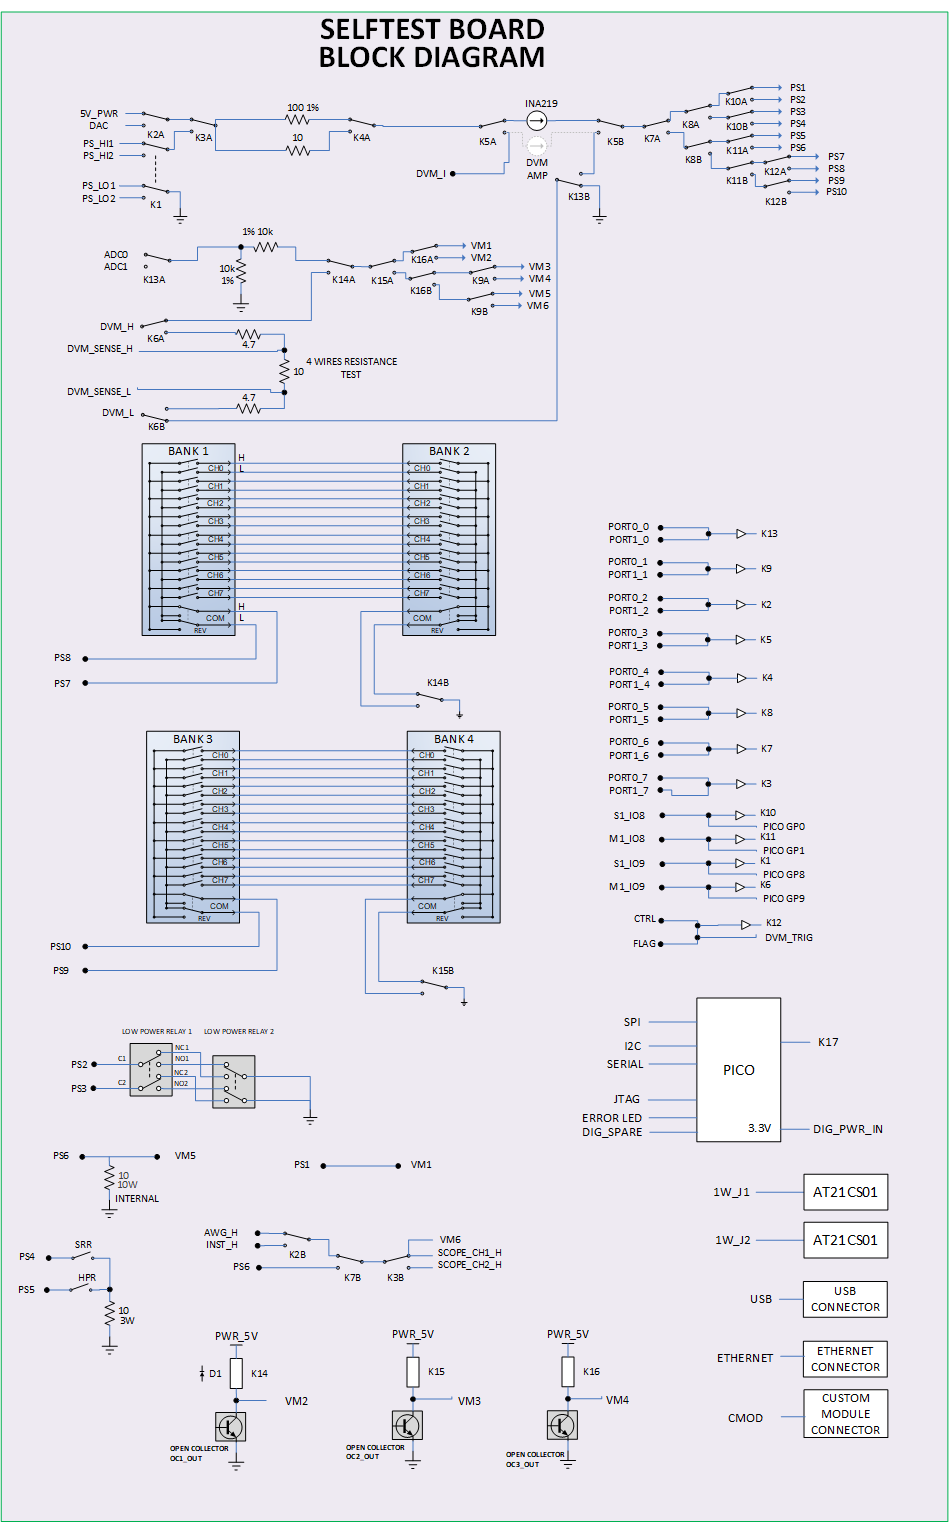 SELFTEST BOARD
BLOCK DIAGRAM
5V_PWR
DAC
K2A
K3A
PS_HI1
PS_HI2
PS_LO1
PS_LO2
K1
100 1%
10
K4A
INA219
K5A
DVM
AMP
DVM_I
K5B
K13B
K7A
K8A
K8B
K10A
K10B
K11A
K11B
K12A
K12B
PS1
PS2
PS3
PS4
PS5
PS6
PS7
PS8
PS9
PS10
ADC0
ADC1
K13A
1% 10k
10k
1%
K14A
K15A
K16A
K16B
K9A
K9B
VM1
VM2
VM3
VM4
VM5
VM6
DVM_H
K6A
4.7
DVM_SENSE_H
10
4 WIRES RESISTANCE
TEST
DVM_SENSE_L
4.7
DVM_L
K6B
BANK 1
H
L
CH0
CH1
CH2
CH3
CH4
CH5
CH6
CH7
H
COM
L
REV
BANK 2
CH0
CH1
CH2
CH3
CH4
CH5
CH6
CH7
COM
REV
PS8
PS7
K14B
BANK 3
CH0
CH1
CH2
CH3
CH4
CH5
CH6
CH7
COM
REV
BANK 4
CH0
CH1
CH2
CH3
CH4
CH5
CH6
CH7
COM
REV
PS10
PS9
K15B
PORT0_0
PORT1_0
K13
PORT0_1
PORT1_1
K9
PORT0_2
PORT1_2
K2
PORT0_3
PORT1_3
K5
PORT0_4
PORT1_4
K4
PORT0_5
PORT1_5
K8
PORT0_6
PORT1_6
K7
PORT0_7
PORT1_7
K3
S1_IO8
K10
PICO GP0
M1_IO8
K11
PICO GP1
S1_IO9
K1
PICO GP8
M1_IO9
K6
PICO GP9
CTRL
K12
FLAG
DVM_TRIG
LOW POWER RELAY 1
LOW POWER RELAY 2
PS2
C1
NC1
NO1
PS3
C2
NC2
NO2
SPI
I2C
SERIAL
JTAG
ERROR LED
DIG_SPARE
PICO
3.3V
K17
DIG_PWR_IN
PS6
VM5
10
10W
INTERNAL
PS1
VM1
1W_J1
AT21CS01
1W_J2
AT21CS01
PS4
SRR
PS5
HPR
10
3W
AWG_H
INST_H
K2B
PS6
K7B
K3B
VM6
SCOPE_CH1_H
SCOPE_CH2_H
USB
USB
CONNECTOR
ETHERNET
ETHERNET
CONNECTOR
CMOD
CUSTOM
MODULE
CONNECTOR
PWR_5V
D1
K14
VM2
OPEN COLLECTOR
OC1_OUT
PWR_5V
K15
VM3
OPEN COLLECTOR
OC2_OUT
PWR_5V
K16
VM4
OPEN COLLECTOR
OC3_OUT